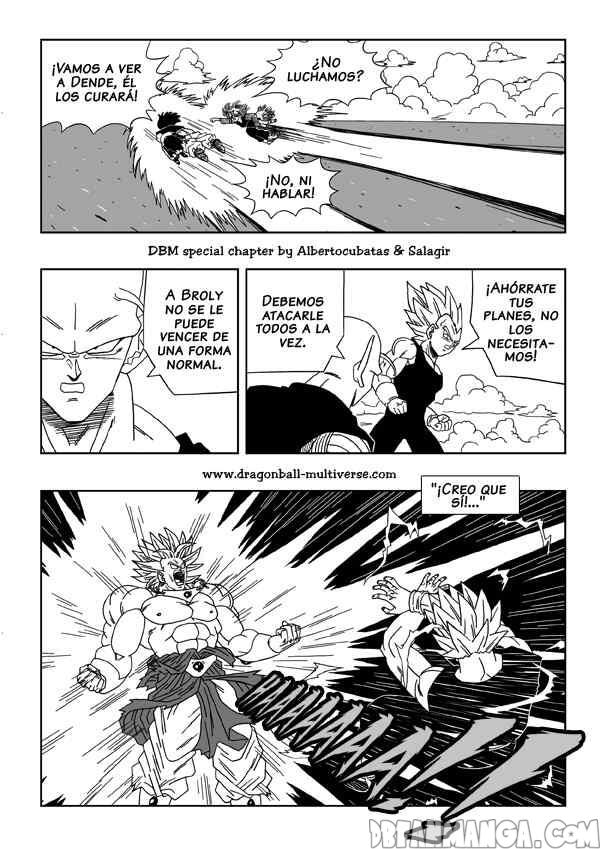 ¡VAMOS A VER
A DENDE, ÉL
LOS CURARÁ!
¿NO
LUCHAMOS?
¡NO, NI
HABLAR!
DBM special chapter by Albertocubatas & Salagir
A BROLY
NO SE LE
PUEDE
VENCER DE
UNA FORMA
NORMAL.
DEBEMOS
ATACARLE
TODOS A LA
VEZ.
¡AHÓRRATE
TUS
PLANES, NO
LOS
NECESITA-
MOS!
www.dragonball-multiverse.com
"¡CREO QUE
SÍ!..."
DBFANMANGA.COM